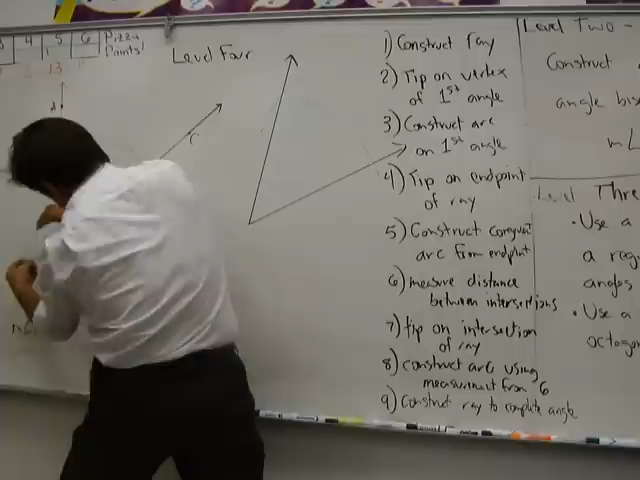 3 4 5 6 Pizza
Points!
13
Level Four
A
C
1) Construct ray
2) Tip on vertex
of 1st angle
3) Construct arc
on 1st angle
4) Tip on endpoint
of ray
5) Construct congruent
arc from endpoint
6) measure distance
between intersections
7) tip on intersection
of ray
8) construct arc using
measurement from 6
9) Construct ray to complete angle
Level Two -
Construct
angle bis
m∠
Level Thre
• Use a
a reg
angles
• Use a
octagon